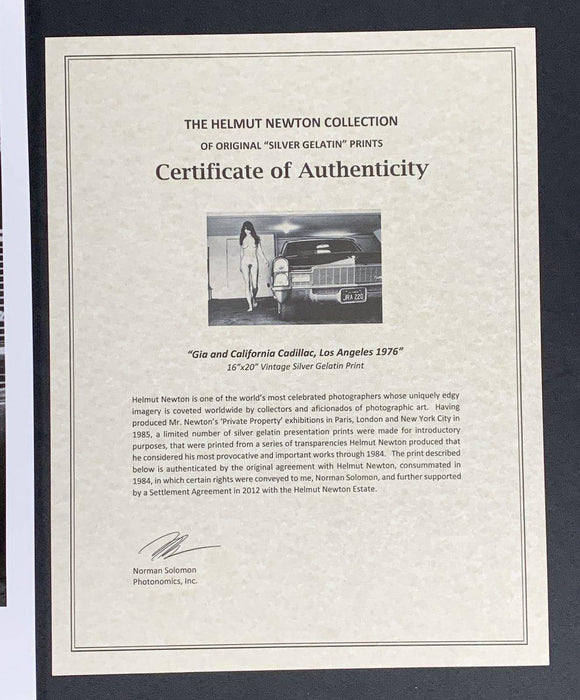 THE HELMUT NEWTON COLLECTION
OF ORIGINAL "SILVER GELATIN" PRINTS
Certificate of Authenticity
JRA 220
"Gia and California Cadillac, Los Angeles 1976"
16"x20" Vintage Silver Gelatin Print
Helmut Newton is one of the world's most celebrated photographers whose uniquely edgy
imagery is coveted worldwide by collectors and aficionados of photographic art. Having
produced Mr. Newton's 'Private Property' exhibitions in Paris, London and New York City in
1985, a limited number of silver gelatin presentation prints were made for introductory
purposes, that were printed from a series of transparencies Helmut Newton produced that
he considered his most provocative and important works through 1984. The print described
below is authenticated by the original agreement with Helmut Newton, consummated in
1984, in which certain rights were conveyed to me, Norman Solomon, and further supported
by a Settlement Agreement in 2012 with the Helmut Newton Estate.
Norman Solomon
Photonomics, Inc.